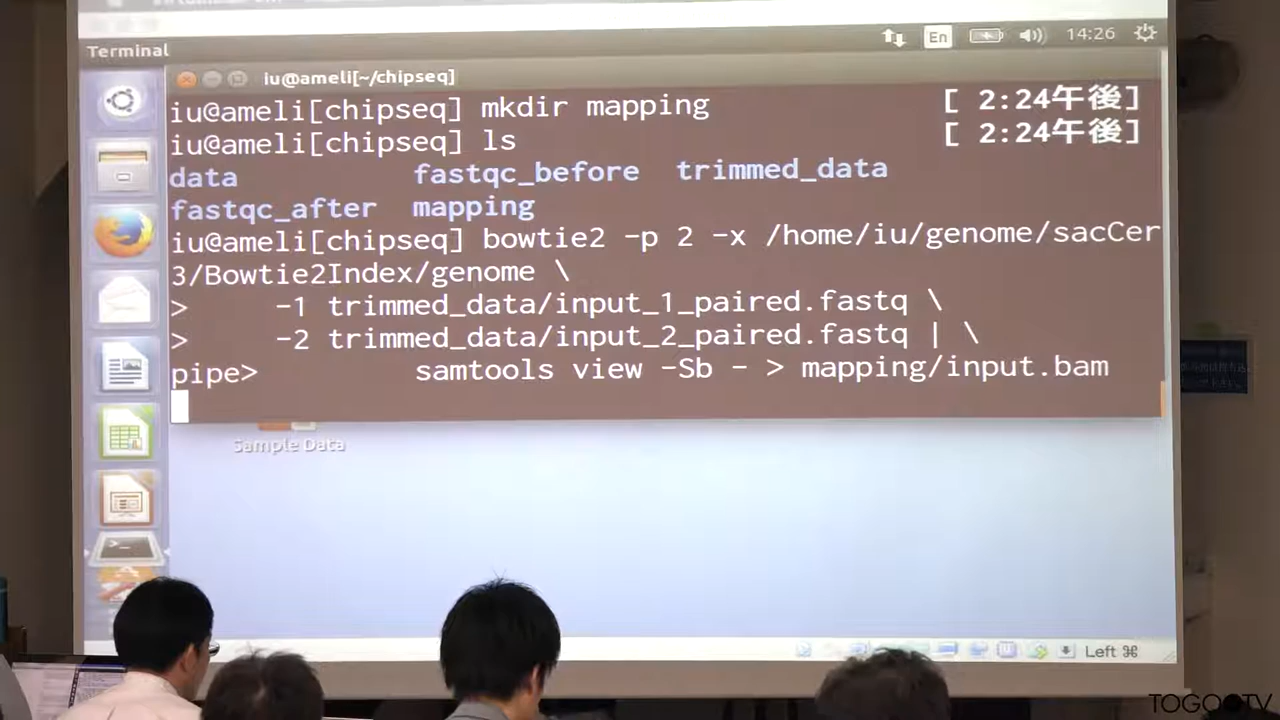 Terminal
En
14:26
iu@ameli[~/chipseq]
iu@ameli[chipseq] mkdir mapping [ 2:24午後]
iu@ameli[chipseq] ls [ 2:24午後]
data fastqc_before trimmed_data
fastqc_after mapping
iu@ameli[chipseq] bowtie2 -p 2 -x /home/iu/genome/sacCer
3/Bowtie2Index/genome \
> -1 trimmed_data/input_1_paired.fastq \
> -2 trimmed_data/input_2_paired.fastq | \
pipe> samtools view -Sb - > mapping/input.bam
Sample Data
Left ⌘
TOGOTV